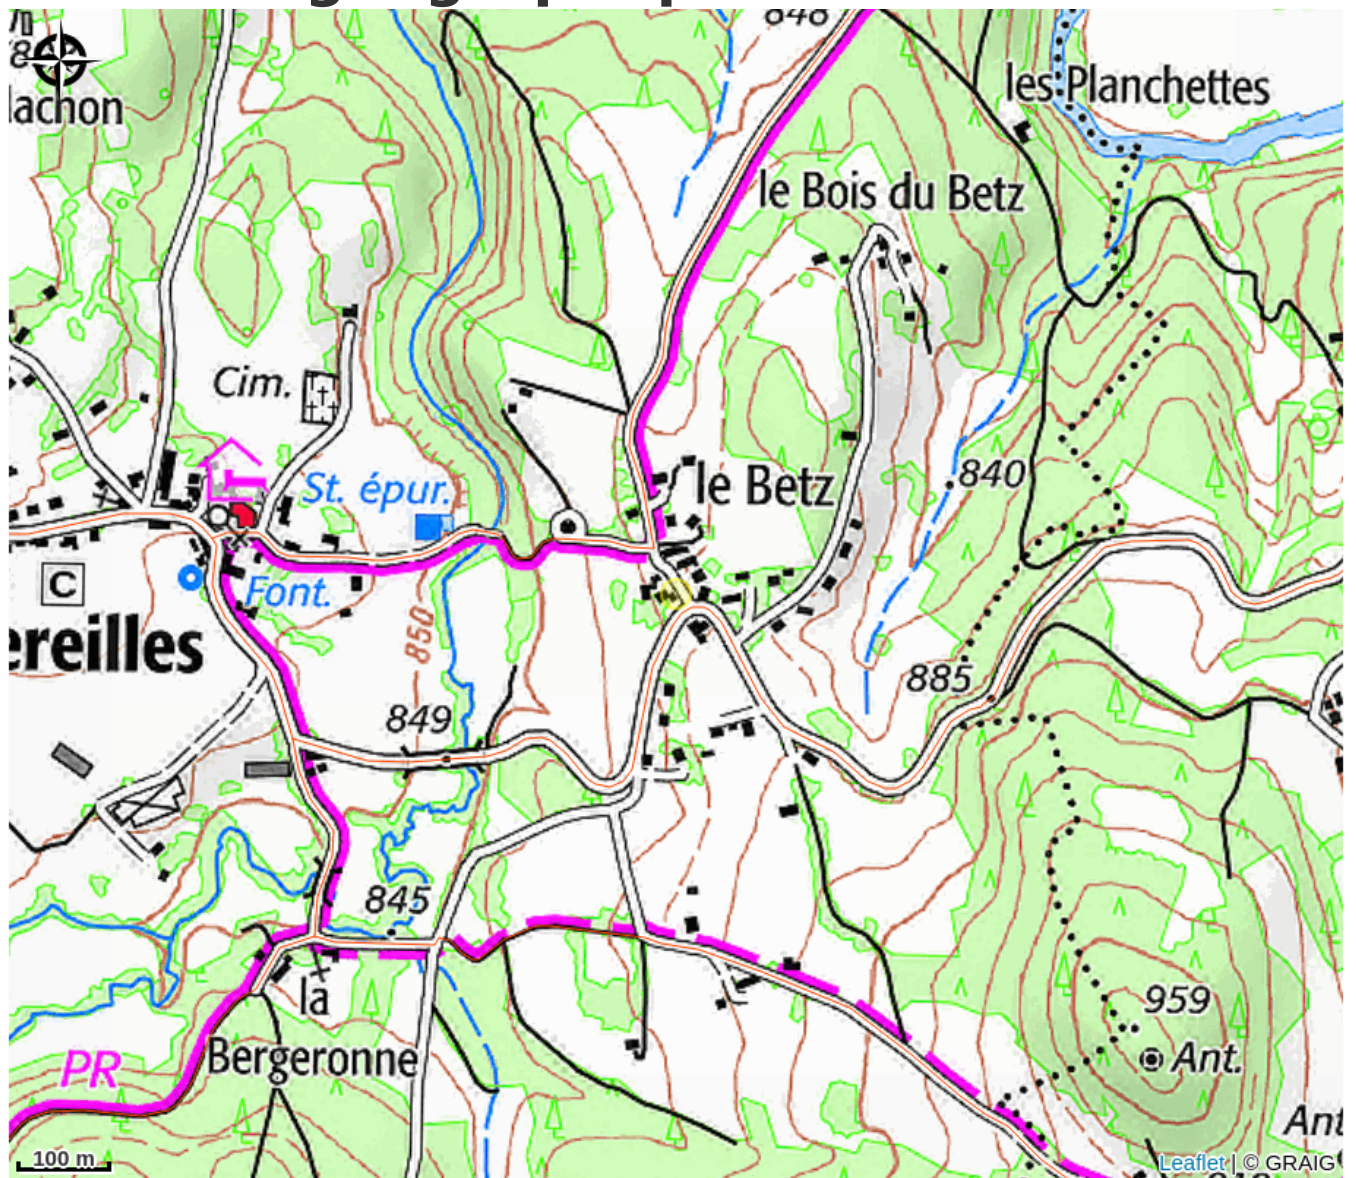 848
les Planchettes
le Bois du Betz
Cim.
St. épur.
le Betz
840
C
Font.
ereilles
850
885
849
845
la
Bergeronne
PR
959
Ant.
Ant
100 m
Leaflet | © GRAIG